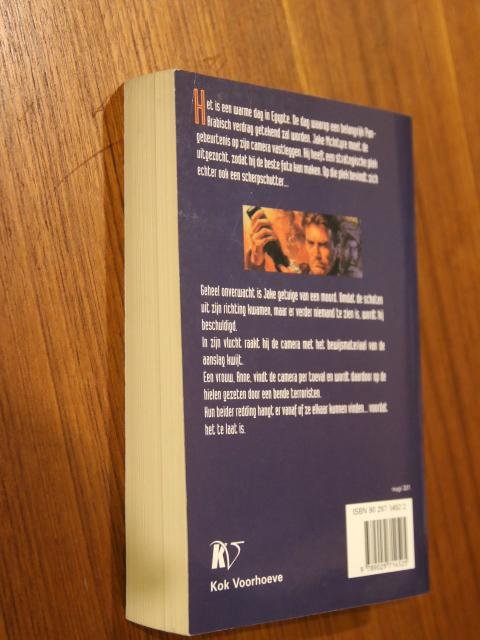 Het is een warme dag in Egypte. De dag waarop een belangrijk Pan-
Arabisch verdrag getekend zal worden. Jake McIntyre moet de
gebeurtenis op zijn camera vastleggen. Hij heeft een strategische plek
uitgezocht, zodat hij de beste foto kan maken. Op die plek bevindt zich
echter ook een scherpschutter...
Geheel onverwacht is Jake getuige van een moord. Omdat de schoten
uit zijn richting kwamen, maar er verder niemand te zien is, wordt hij
beschuldigd.
In zijn vlucht raakt hij de camera met het bewijsmateriaal van de
aanslag kwijt.
Een vrouw, Anne, vindt de camera per toeval en wordt daardoor op de
hielen gezeten door een bende terroristen.
Hun beider redding hangt er vanaf of ze elkaar kunnen vinden... voordat
het te laat is.
nugi 331
ISBN 90 297 1402 2
KV
Kok Voorhoeve